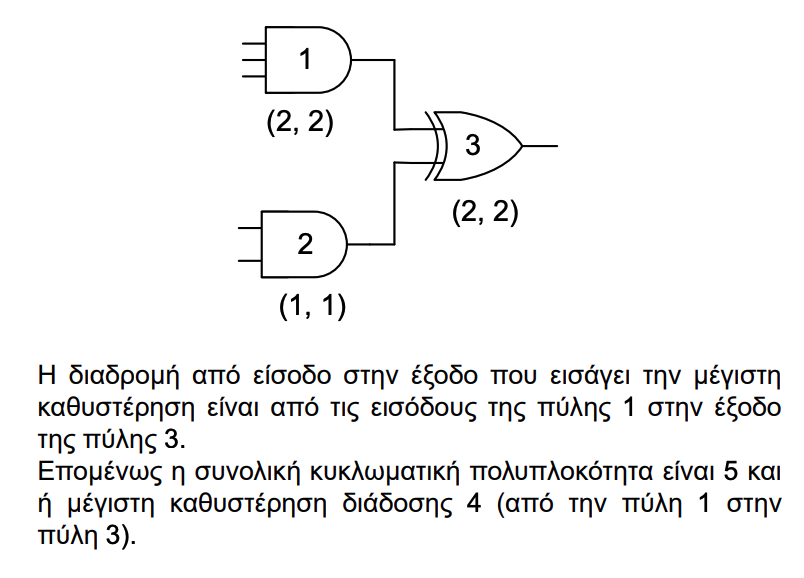 1
(2, 2)
3
(2, 2)
2
(1, 1)
Η διαδρομή από είσοδο στην έξοδο που εισάγει την μέγιστη
καθυστέρηση είναι από τις εισόδους της πύλης 1 στην έξοδο
της πύλης 3.
Επομένως η συνολική κυκλωματική πολυπλοκότητα είναι 5 και
ή μέγιστη καθυστέρηση διάδοσης 4 (από την πύλη 1 στην
πύλη 3).